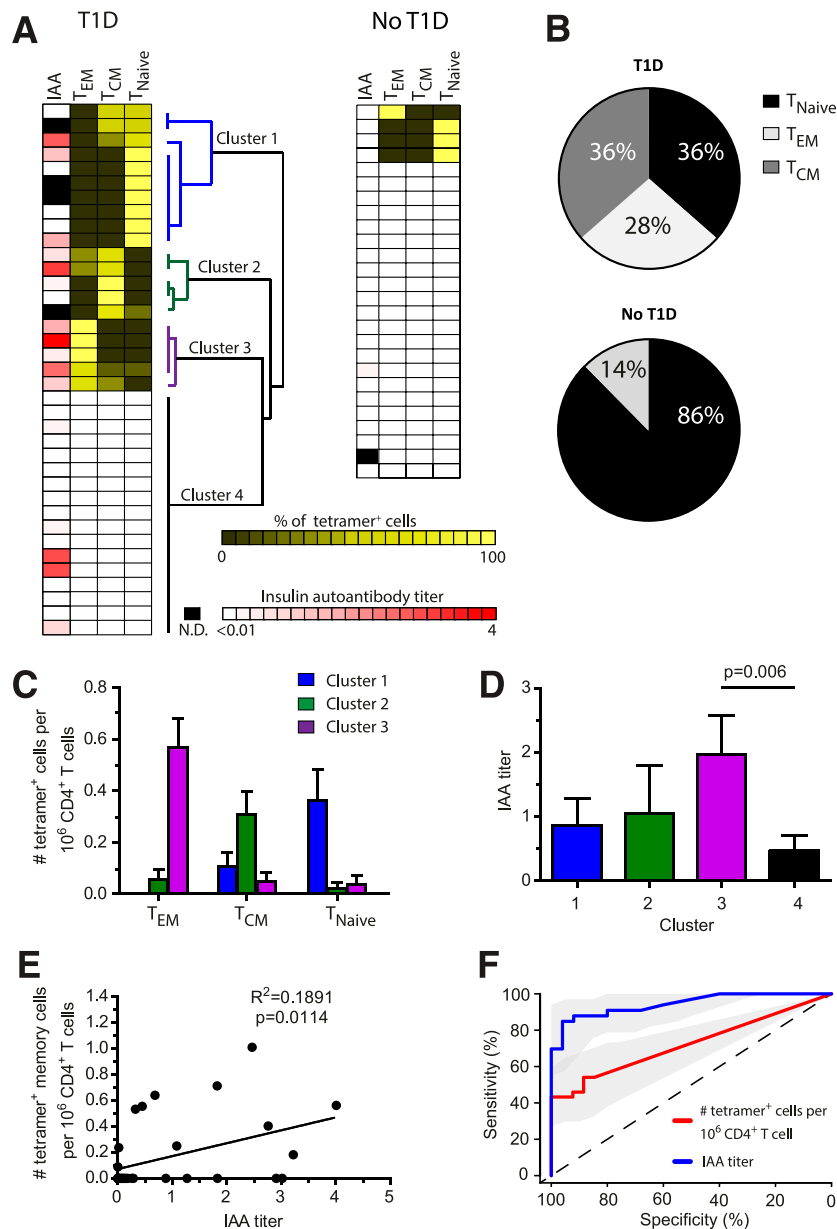 A
T1D
No T1D
IAA
TEM
TCM
TNaive
IAA
TEM
TCM
TNaive
Cluster 1
Cluster 2
Cluster 3
Cluster 4
% of tetramer+ cells
0
100
Insulin autoantibody titer
N.D.
<0.01
4
B
T1D
36%
36%
28%
TNaive
TEM
TCM
No T1D
14%
86%
C
# tetramer+ cells per
10^6 CD4+ T cells
0.8
0.6
0.4
0.2
0.0
TEM
TCM
TNaive
Cluster 1
Cluster 2
Cluster 3
D
p=0.006
IAA titer
3
2
1
0
1
2
3
4
Cluster
E
# tetramer+ memory cells
per 10^6 CD4+ T cells
1.4
1.2
1.0
0.8
0.6
0.4
0.2
0.0
R²=0.1891
p=0.0114
0
1
2
3
4
5
IAA titer
F
Sensitivity (%)
100
80
60
40
20
0
# tetramer+ cells per
10^6 CD4+ T cell
IAA titer
100
80
60
40
20
0
Specificity (%)